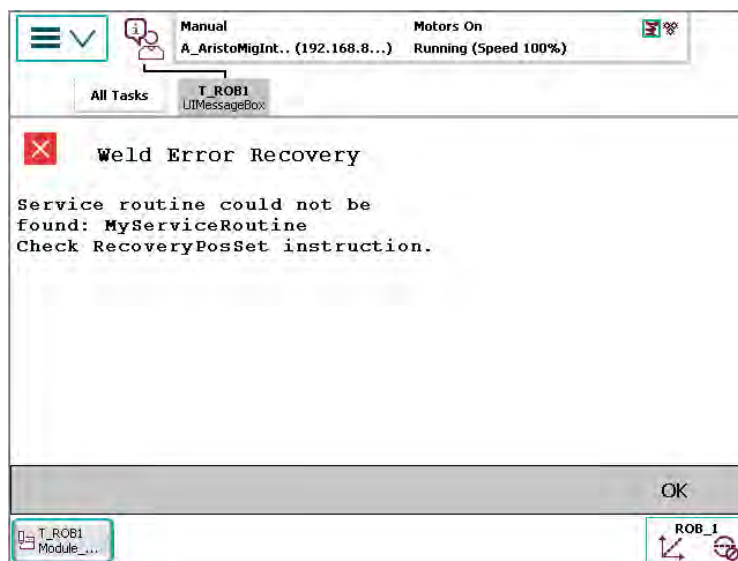 Manual
Motors On
A_AristoMigInt.. (192.168.8...)
Running (Speed 100%)
All Tasks
T_ROB1
UIMessageBox
Weld Error Recovery
Service routine could not be
found: MyServiceRoutine
Check RecoveryPosSet instruction.
OK
T_ROB1
Module_...
ROB_1